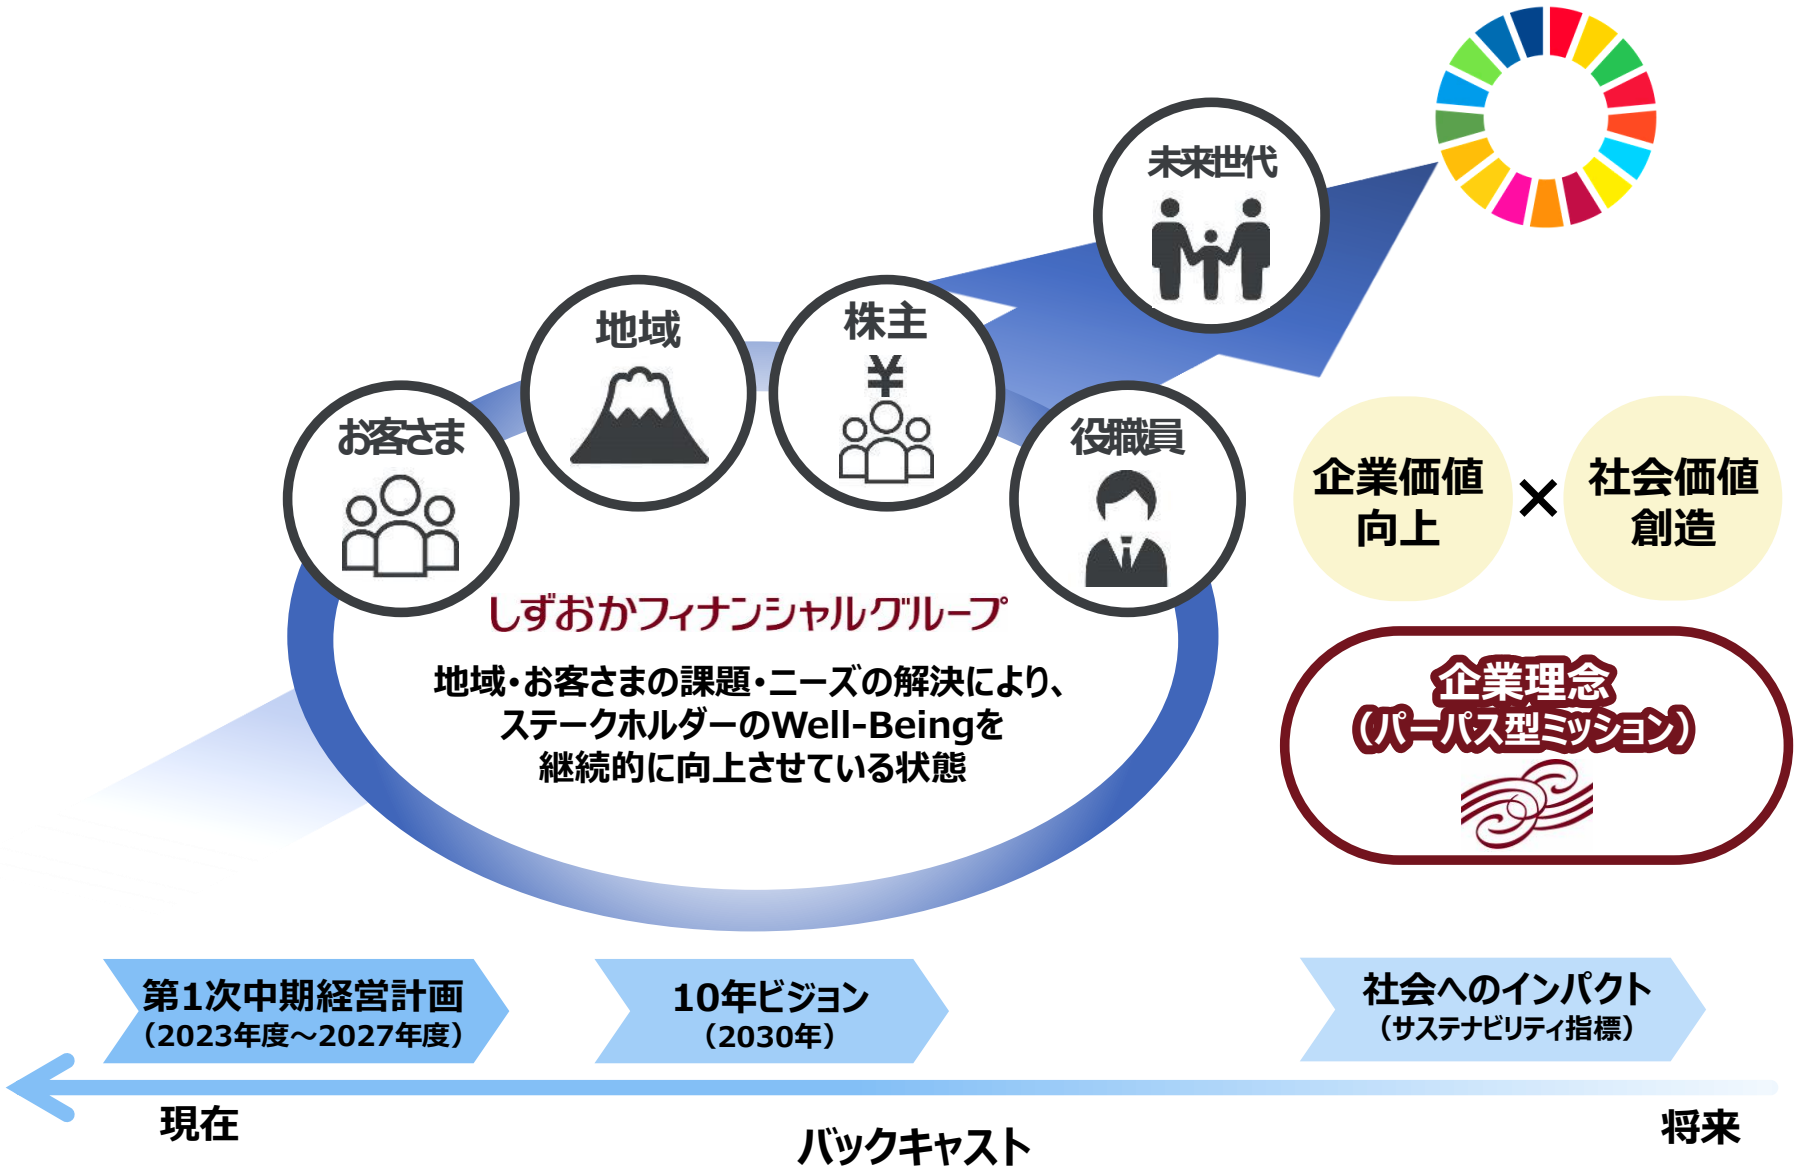 未来世代
地域
株主
¥
お客さま
役職員
企業価値
向上
×
社会価値
創造
しずおかフィナンシャルグループ
地域・お客さまの課題・ニーズの解決により、
ステークホルダーのWell-Beingを
継続的に向上させている状態
企業理念
（パーパス型ミッション）
第1次中期経営計画
（2023年度～2027年度）
10年ビジョン
（2030年）
社会へのインパクト
（サステナビリティ指標）
現在
バックキャスト
将来